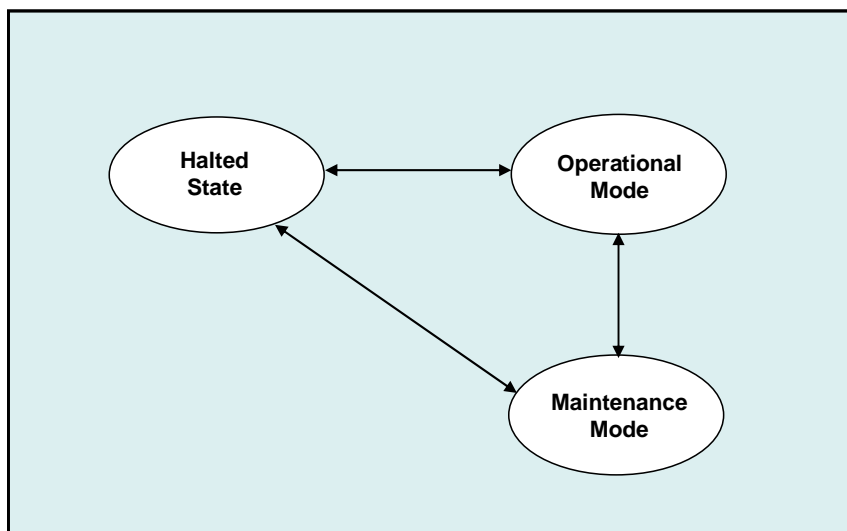 Halted
State
Operational
Mode
Maintenance
Mode